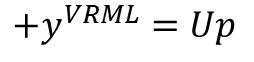 +y^{VRML} = Up